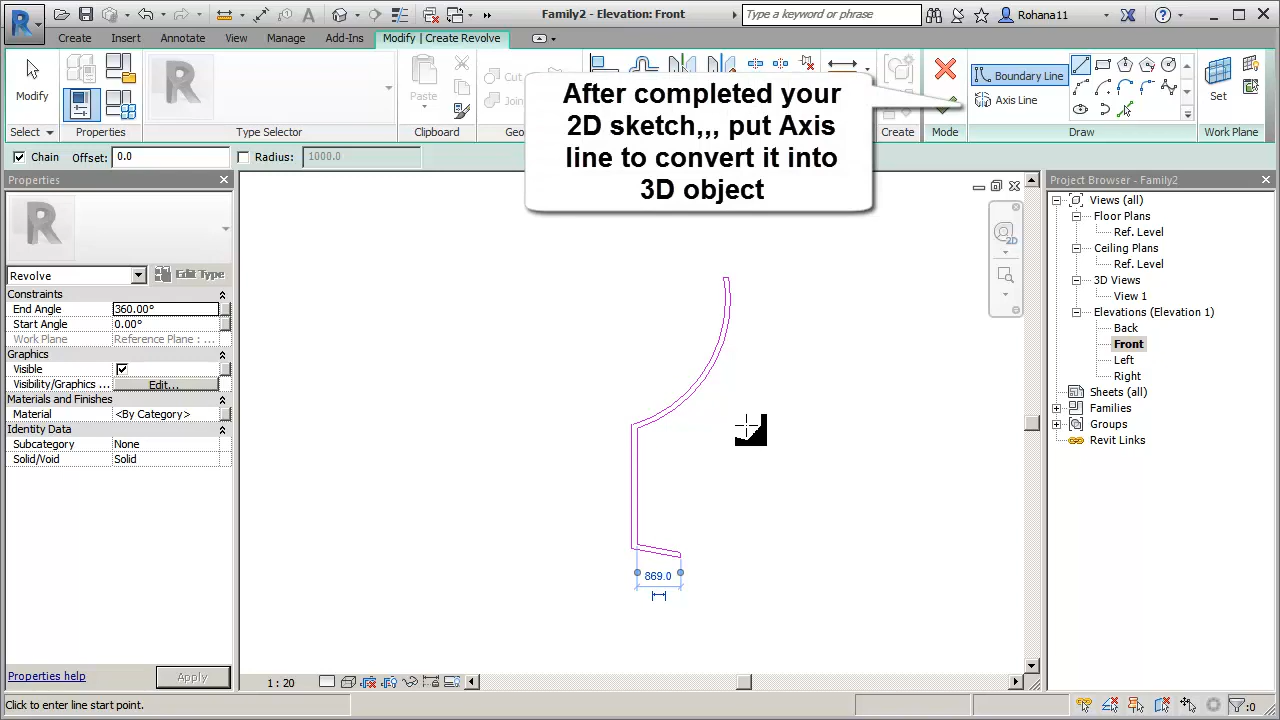 Family2 - Elevation: Front
Type a keyword or phrase
Rohana11
Create
Insert
Annotate
View
Manage
Add-Ins
Modify | Create Revolve
Modify
Paste
Cut
Join
Boundary Line
Axis Line
Set
Select
Properties
Type Selector
Clipboard
Create
Mode
Draw
Work Plane
After completed your
2D sketch,,, put Axis
line to convert it into
3D object
Chain
Offset:
0.0
Radius:
1000.0
Properties
Revolve
Edit Type
Constraints
End Angle
360.00°
Start Angle
0.00°
Work Plane
Reference Plane : ...
Graphics
Visible
Visibility/Graphics ...
Edit...
Materials and Finishes
Material
<By Category>
Identity Data
Subcategory
None
Solid/Void
Solid
Properties help
Apply
2D
869.0
1 : 20
Project Browser - Family2
Views (all)
Floor Plans
Ref. Level
Ceiling Plans
Ref. Level
3D Views
View 1
Elevations (Elevation 1)
Back
Front
Left
Right
Sheets (all)
Families
Groups
Revit Links
Click to enter line start point.
:0